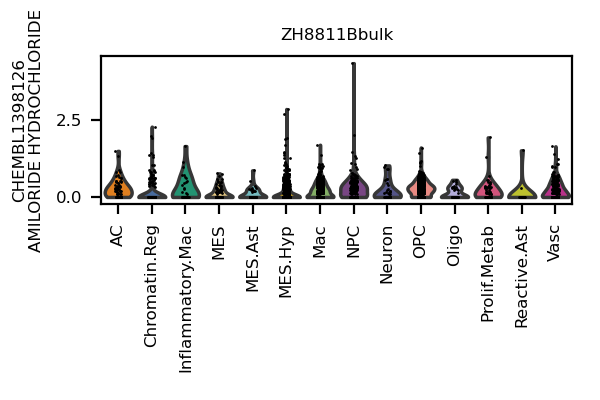 ZH8811Bbulk
CHEMBL1398126
AMILORIDE HYDROCHLORIDE
2.5
0.0
AC
Chromatin.Reg
Inflammatory.Mac
MES
MES.Ast
MES.Hyp
Mac
NPC
Neuron
OPC
Oligo
Prolif.Metab
Reactive.Ast
Vasc